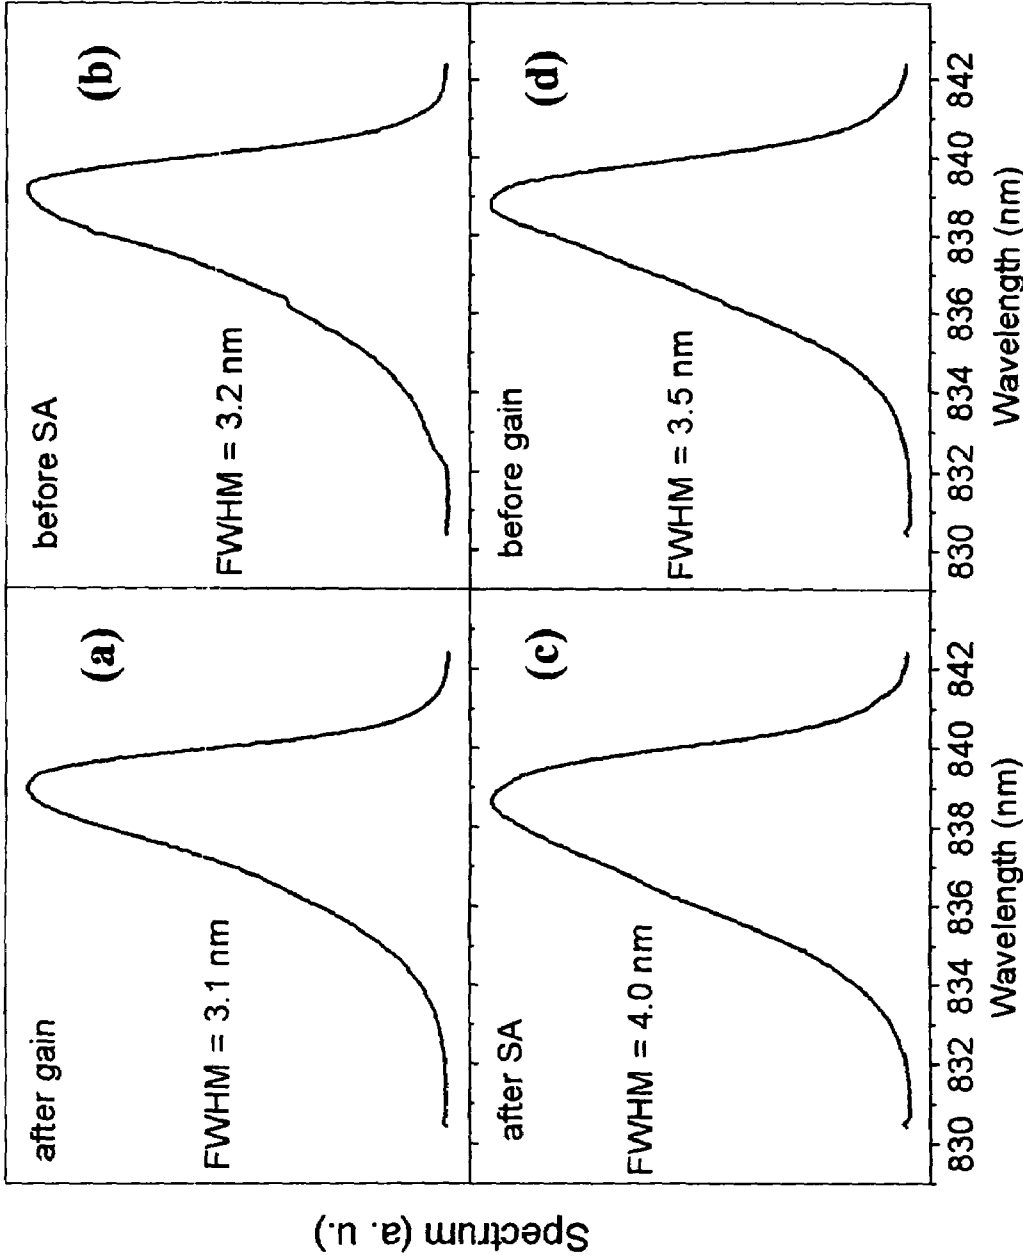 Spectrum (a. u.)
after gain
(a)
FWHM = 3.1 nm
before SA
(b)
FWHM = 3.2 nm
after SA
(c)
FWHM = 4.0 nm
before gain
(d)
FWHM = 3.5 nm
830 832 834 836 838 840 842
Wavelength (nm)
830 832 834 836 838 840 842
Wavelength (nm)